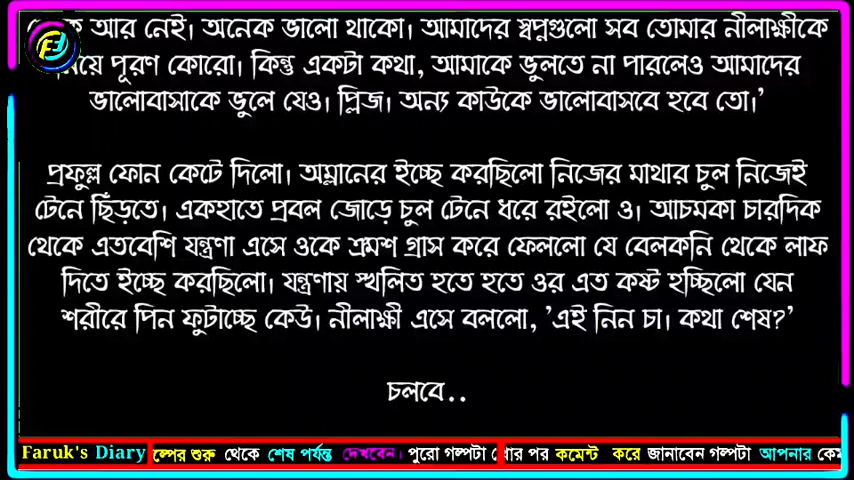 আর নেই। অনেক ভালো থাকো। আমাদের স্বপ্নগুলো সব তোমার নীলাক্ষীকে
পূরণ কোরো। কিন্তু একটা কথা, আমাকে ভুলতে না পারলেও আমাদের
ভালোবাসাকে ভুলে যেও। প্লিজ। অন্য কাউকে ভালোবাসবে হবে তো।’
প্রফুল্ল ফোন কেটে দিলো। অম্লানের ইচ্ছে করছিলো নিজের মাথার চুল নিজেই
টেনে ছিঁড়তে। একহাতে প্রবল জোড়ে চুল টেনে ধরে রইলো ও। আচমকা চারদিক
থেকে এতবেশি যন্ত্রণা এসে ওকে ক্রমশ গ্রাস করে ফেললো যে বেলকনি থেকে লাফ
দিতে ইচ্ছে করছিলো। যন্ত্রণায় স্খলিত হতে হতে ওর এত কষ্ট হচ্ছিলো যেন
শরীরে পিন ফুটাচ্ছে কেউ। নীলাক্ষী এসে বললো, ’এই নিন চা। কথা শেষ?’
চলবে..
Faruk's Diary ল্পের শুরু থেকে শেষ পর্যন্ত দেখবেন। পুরো গল্পটা পর কমেন্ট করে জানাবেন গল্পটা আপনার